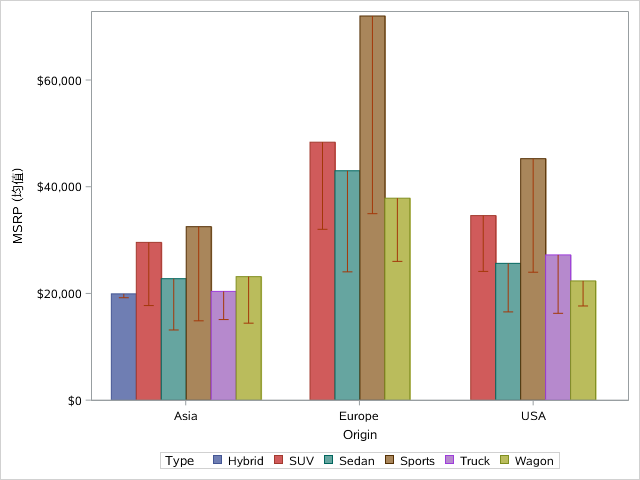 MSRP (均值)
$60,000
$40,000
$20,000
$0
Asia Europe USA
Origin
Type Hybrid SUV Sedan Sports Truck Wagon